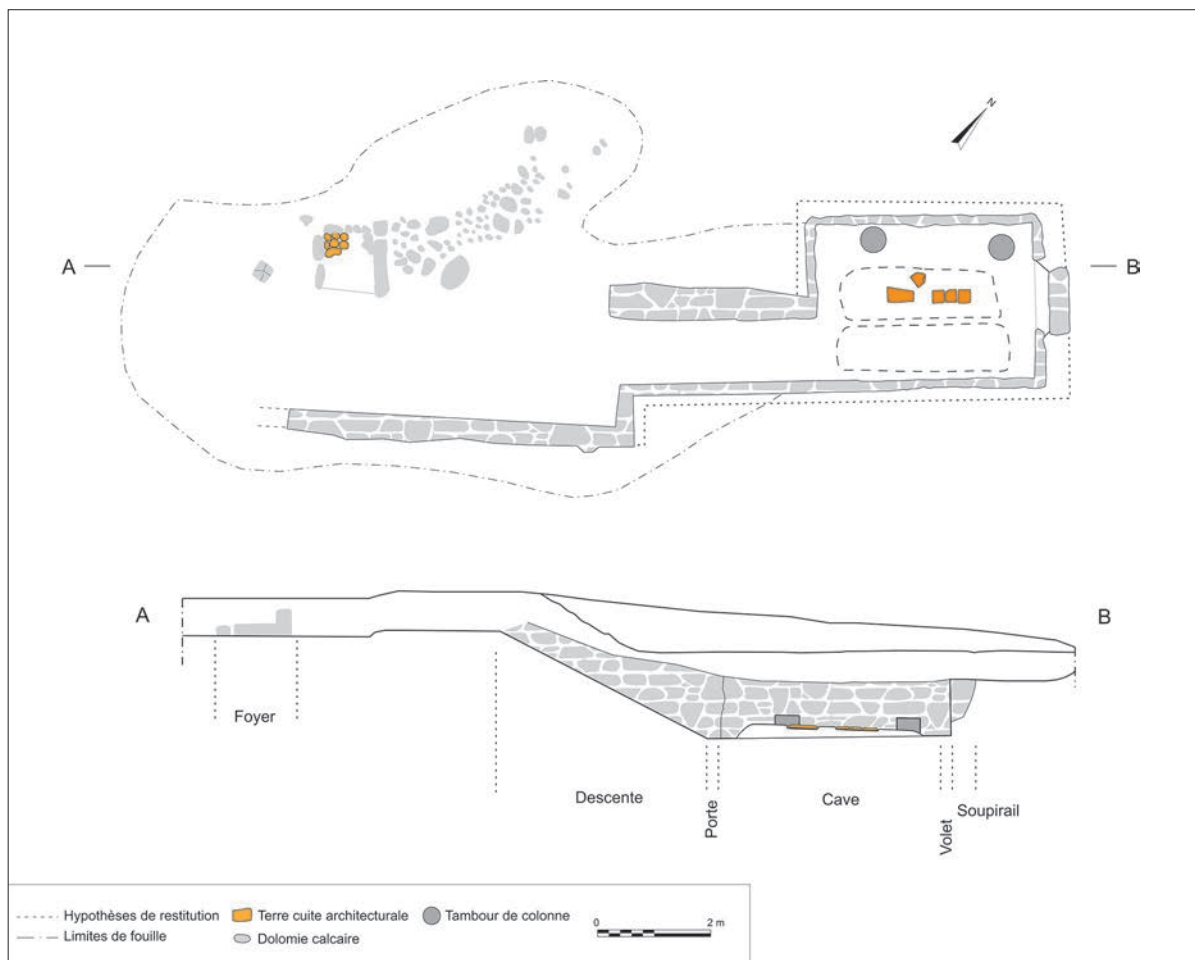 N
A
B
A
B
Foyer
Descente
Porte
Cave
Volet
Soupirail
Hypothèses de restitution
Terre cuite architecturale
Tambour de colonne
0 2 m
Limites de fouille
Dolomie calcaire